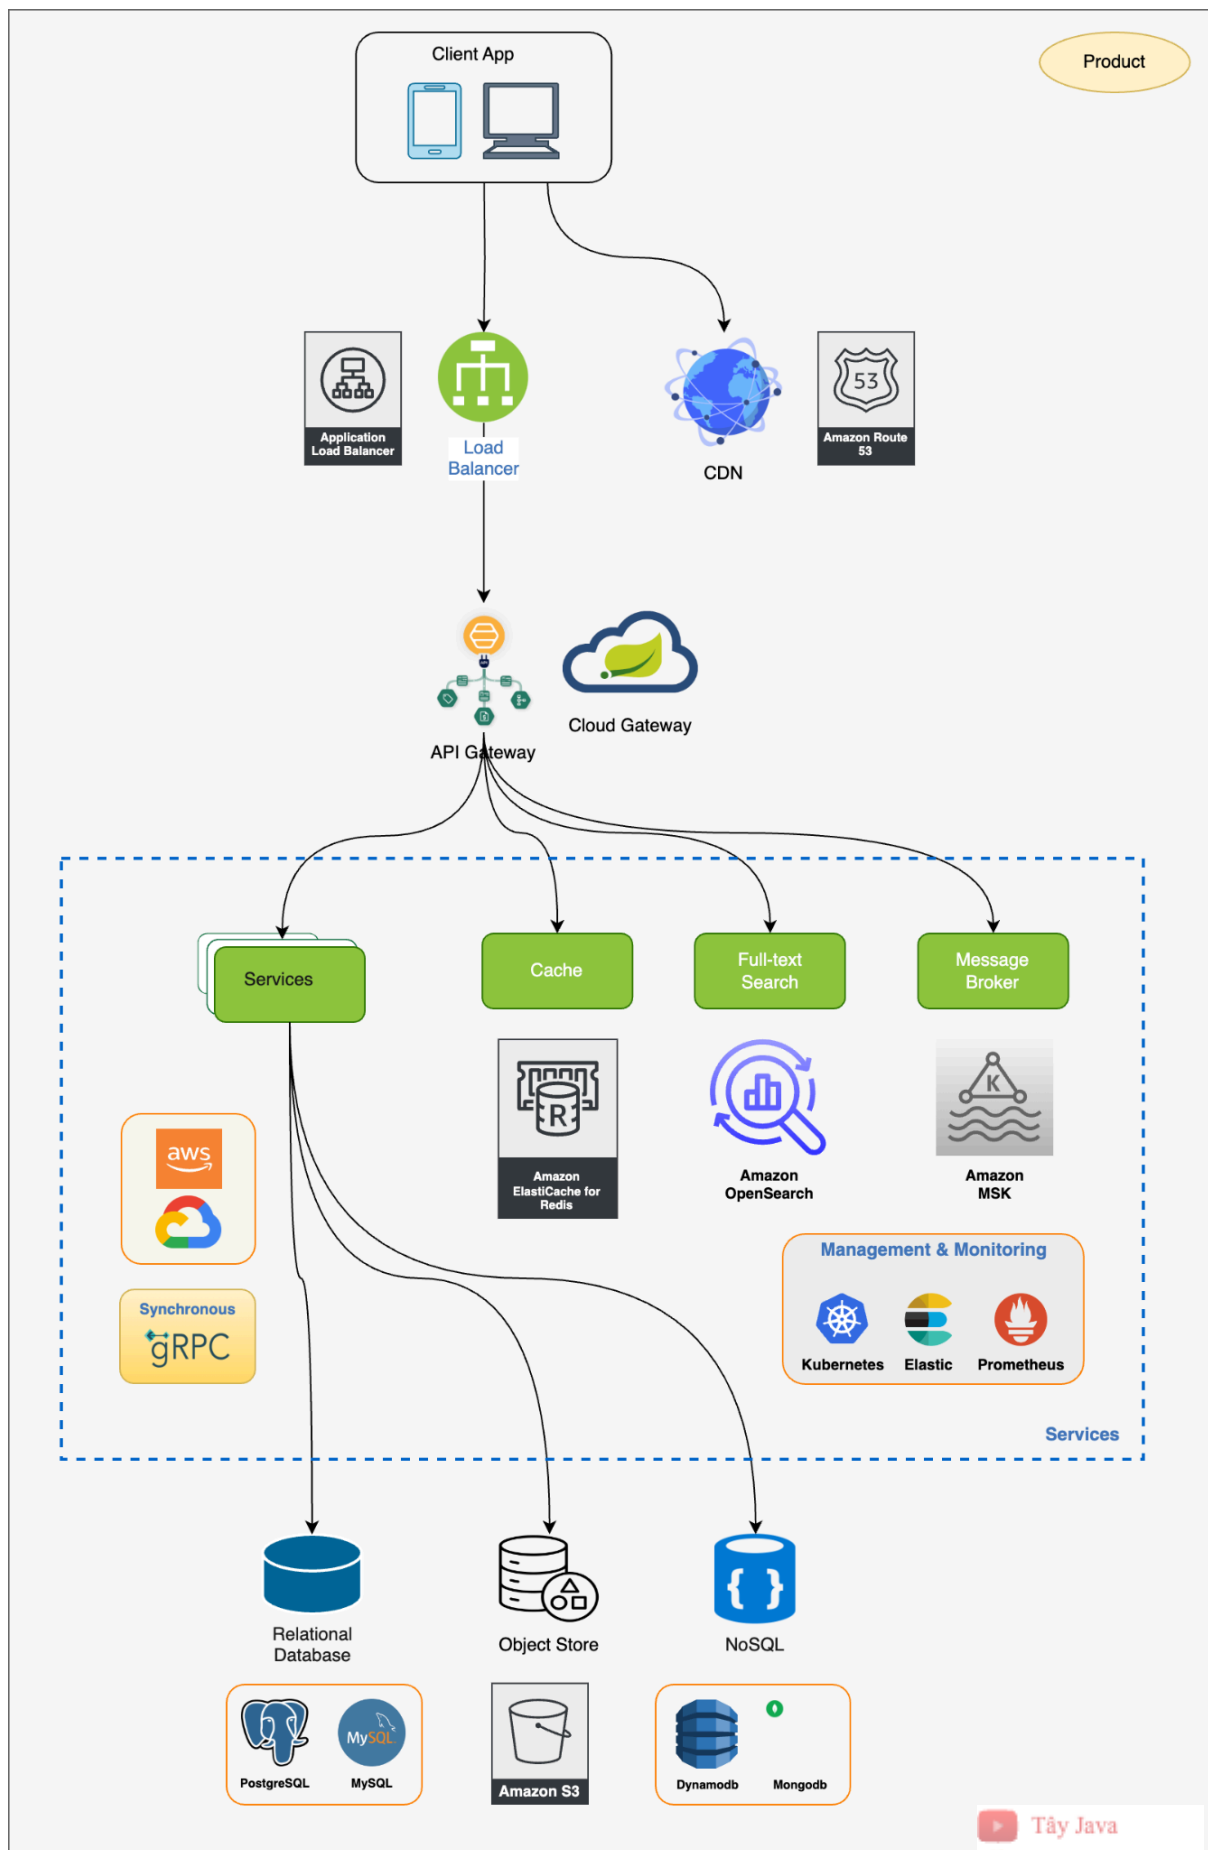 Client App
Product
Application
Load Balancer
Load
Balancer
CDN
53
Amazon Route
53
API Gateway
Cloud Gateway
Services
Cache
Full-text
Search
Message
Broker
R
Amazon
ElastiCache for
Redis
Amazon
OpenSearch
K
Amazon
MSK
aws
Synchronous
gRPC
Management & Monitoring
Kubernetes
Elastic
Prometheus
Services
Relational
Database
Object Store
{ }
NoSQL
MySQL
PostgreSQL
MySQL
Amazon S3
Dynamodb
Mongodb
Tây Java